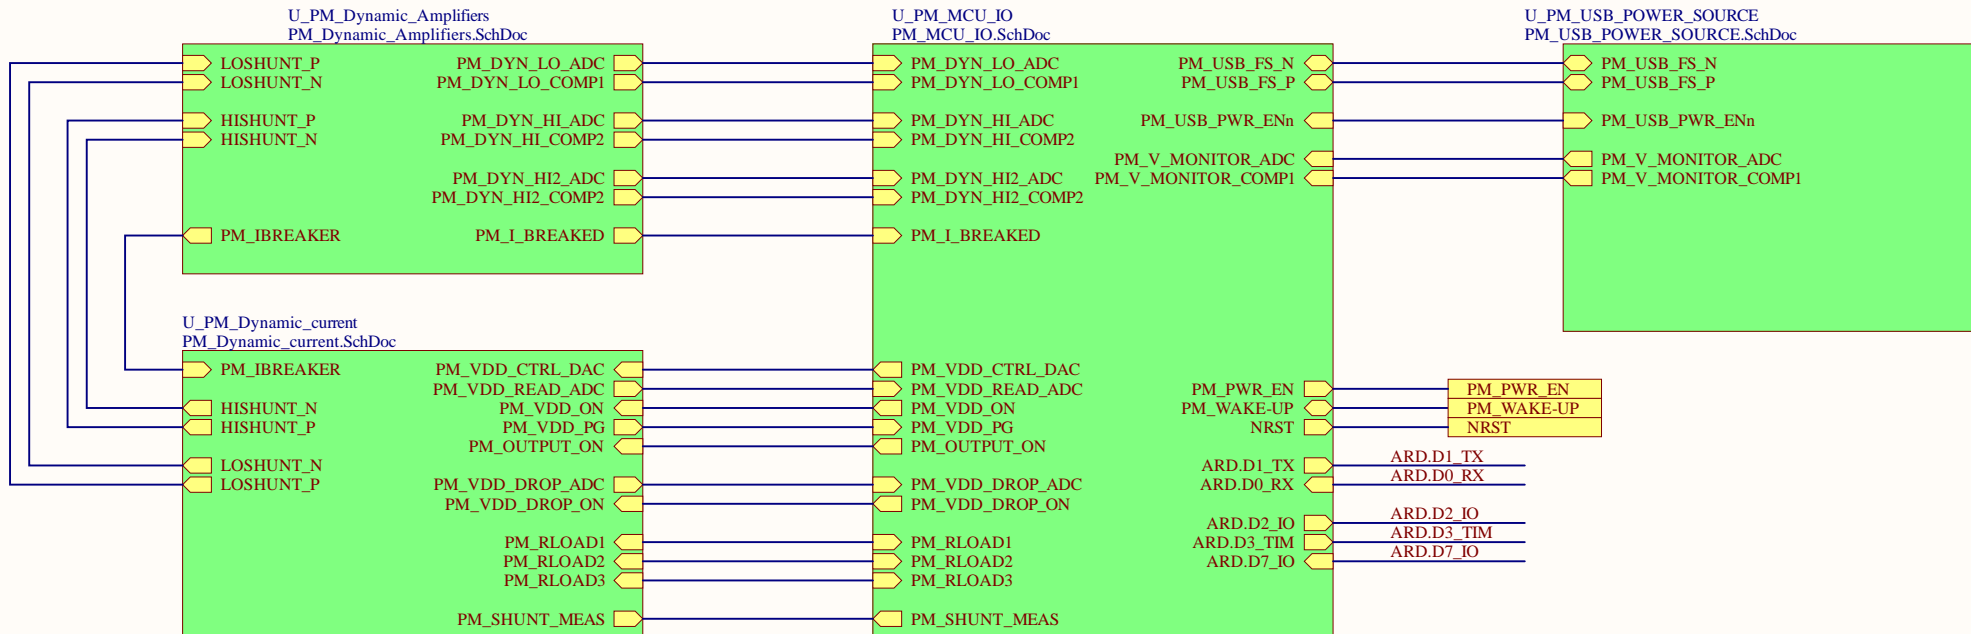 U_PM_Dynamic_Amplifiers
PM_Dynamic_Amplifiers.SchDoc
LOSHUNT_P
LOSHUNT_N
HISHUNT_P
HISHUNT_N
PM_IBREAKER
PM_DYN_LO_ADC
PM_DYN_LO_COMP1
PM_DYN_HI_ADC
PM_DYN_HI_COMP2
PM_DYN_HI2_ADC
PM_DYN_HI2_COMP2
PM_I_BREAKED
U_PM_Dynamic_current
PM_Dynamic_current.SchDoc
PM_IBREAKER
HISHUNT_N
HISHUNT_P
LOSHUNT_N
LOSHUNT_P
PM_VDD_CTRL_DAC
PM_VDD_READ_ADC
PM_VDD_ON
PM_VDD_PG
PM_OUTPUT_ON
PM_VDD_DROP_ADC
PM_VDD_DROP_ON
PM_RLOAD1
PM_RLOAD2
PM_RLOAD3
PM_SHUNT_MEAS
U_PM_MCU_IO
PM_MCU_IO.SchDoc
PM_DYN_LO_ADC
PM_DYN_LO_COMP1
PM_DYN_HI_ADC
PM_DYN_HI_COMP2
PM_DYN_HI2_ADC
PM_DYN_HI2_COMP2
PM_I_BREAKED
PM_VDD_CTRL_DAC
PM_VDD_READ_ADC
PM_VDD_ON
PM_VDD_PG
PM_OUTPUT_ON
PM_VDD_DROP_ADC
PM_VDD_DROP_ON
PM_RLOAD1
PM_RLOAD2
PM_RLOAD3
PM_SHUNT_MEAS
PM_USB_FS_N
PM_USB_FS_P
PM_USB_PWR_ENn
PM_V_MONITOR_ADC
PM_V_MONITOR_COMP1
PM_PWR_EN
PM_WAKE-UP
NRST
ARD.D1_TX
ARD.D0_RX
ARD.D2_IO
ARD.D3_TIM
ARD.D7_IO
U_PM_USB_POWER_SOURCE
PM_USB_POWER_SOURCE.SchDoc
PM_USB_FS_N
PM_USB_FS_P
PM_USB_PWR_ENn
PM_V_MONITOR_ADC
PM_V_MONITOR_COMP1
PM_PWR_EN
PM_WAKE-UP
NRST
ARD.D1_TX
ARD.D0_RX
ARD.D2_IO
ARD.D3_TIM
ARD.D7_IO